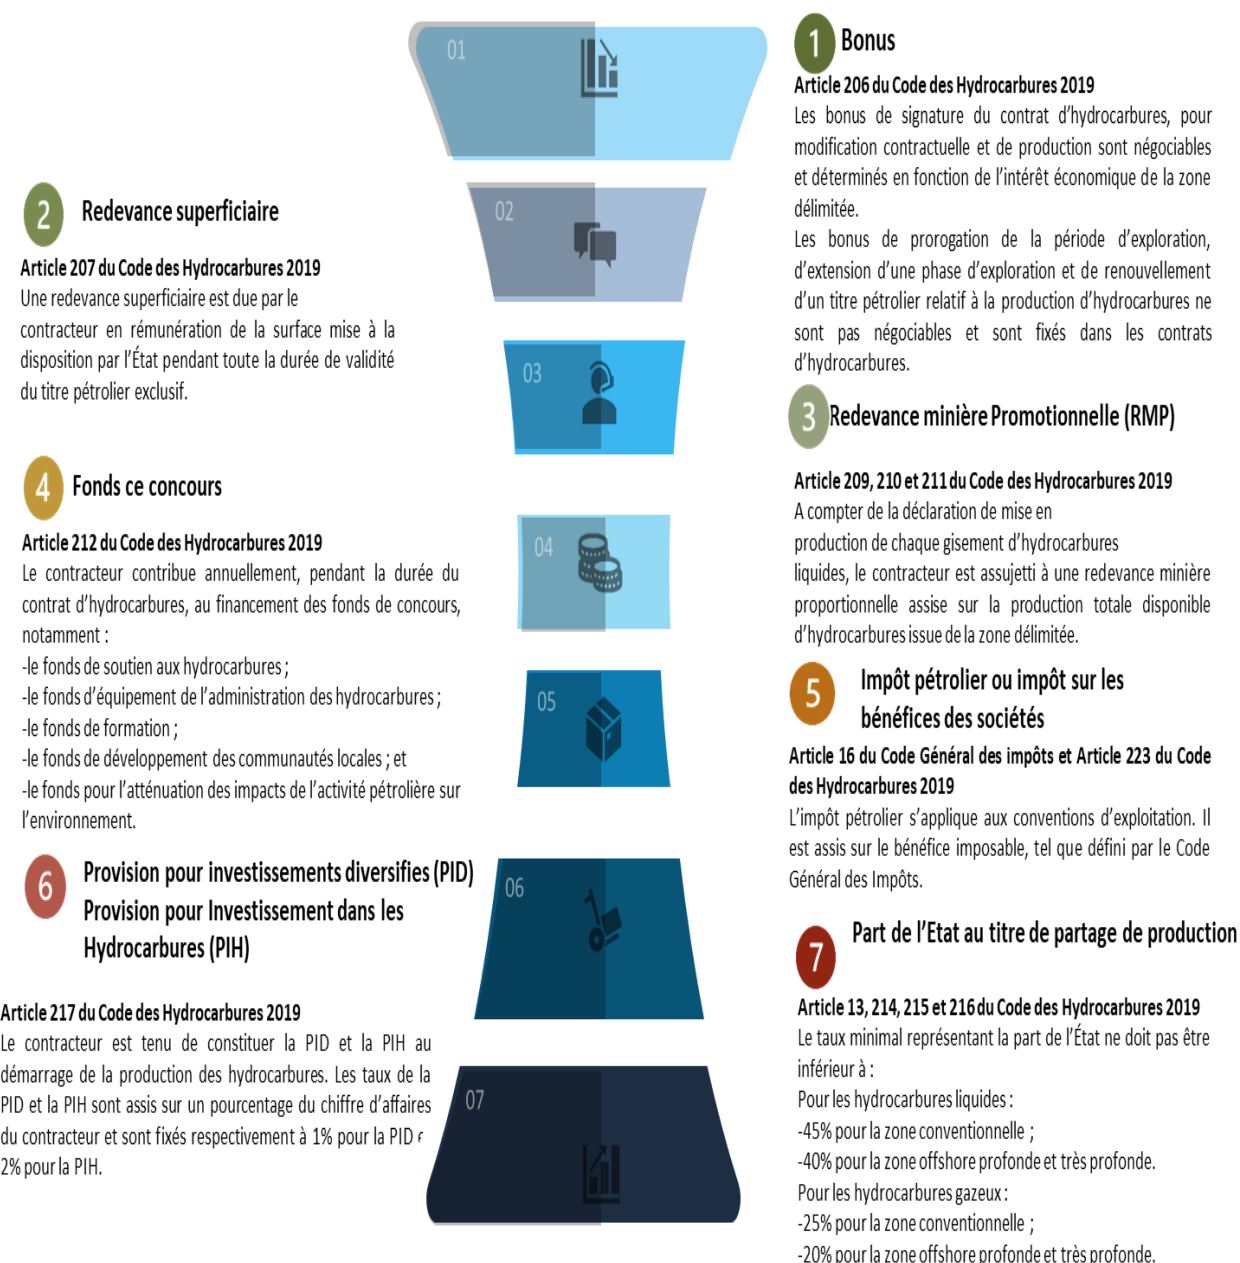 01
1
Bonus
Article 206 du Code des Hydrocarbures 2019
Les bonus de signature du contrat d'hydrocarbures, pour
modification contractuelle et de production sont négociables
et déterminés en fonction de l'intérêt économique de la zone
délimitée.
Les bonus de prorogation de la période d'exploration,
d'extension d'une phase d'exploration et de renouvellement
d'un titre pétrolier relatif à la production d'hydrocarbures ne
sont pas négociables et sont fixés dans les contrats
d'hydrocarbures.
02
2
Redevance superficiaire
Article 207 du Code des Hydrocarbures 2019
Une redevance superficiaire est due par le
contracteur en rémunération de la surface mise à la
disposition par l'État pendant toute la durée de validité
du titre pétrolier exclusif.
03
3
Redevance minière Promotionnelle (RMP)
Article 209, 210 et 211 du Code des Hydrocarbures 2019
A compter de la déclaration de mise en
production de chaque gisement d'hydrocarbures
liquides, le contracteur est assujetti à une redevance minière
proportionnelle assise sur la production totale disponible
d'hydrocarbures issue de la zone délimitée.
04
4
Fonds ce concours
Article 212 du Code des Hydrocarbures 2019
Le contracteur contribue annuellement, pendant la durée du
contrat d'hydrocarbures, au financement des fonds de concours,
notamment :
-le fonds de soutien aux hydrocarbures ;
-le fonds d'équipement de l'administration des hydrocarbures ;
-le fonds de formation ;
-le fonds de développement des communautés locales ; et
-le fonds pour l'atténuation des impacts de l'activité pétrolière sur
l'environnement.
05
5
Impôt pétrolier ou impôt sur les
bénéfices des sociétés
Article 16 du Code Général des impôts et Article 223 du Code
des Hydrocarbures 2019
L'impôt pétrolier s'applique aux conventions d'exploitation. Il
est assis sur le bénéfice imposable, tel que défini par le Code
Général des Impôts.
06
6
Provision pour investissements diversifies (PID)
Provision pour Investissement dans les
Hydrocarbures (PIH)
Article 217 du Code des Hydrocarbures 2019
Le contracteur est tenu de constituer la PID et la PIH au
démarrage de la production des hydrocarbures. Les taux de la
PID et la PIH sont assis sur un pourcentage du chiffre d'affaires
du contracteur et sont fixés respectivement à 1% pour la PID
2% pour la PIH.
07
7
Part de l'Etat au titre de partage de production
Article 13, 214, 215 et 216 du Code des Hydrocarbures 2019
Le taux minimal représentant la part de l'État ne doit pas être
inférieur à :
Pour les hydrocarbures liquides :
-45% pour la zone conventionnelle ;
-40% pour la zone offshore profonde et très profonde.
Pour les hydrocarbures gazeux :
-25% pour la zone conventionnelle ;
-20% pour la zone offshore profonde et très profonde.